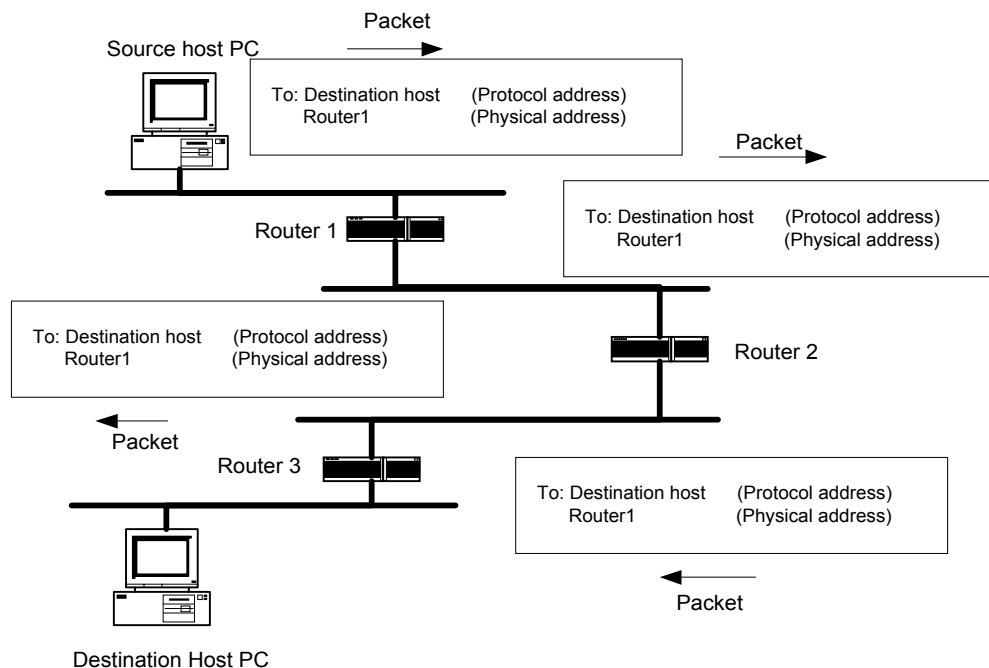 Packet
Source host PC
To: Destination host (Protocol address)
Router1 (Physical address)
Packet
To: Destination host (Protocol address)
Router1 (Physical address)
Router 1
To: Destination host (Protocol address)
Router1 (Physical address)
Router 2
Packet
Router 3
To: Destination host (Protocol address)
Router1 (Physical address)
Packet
Destination Host PC